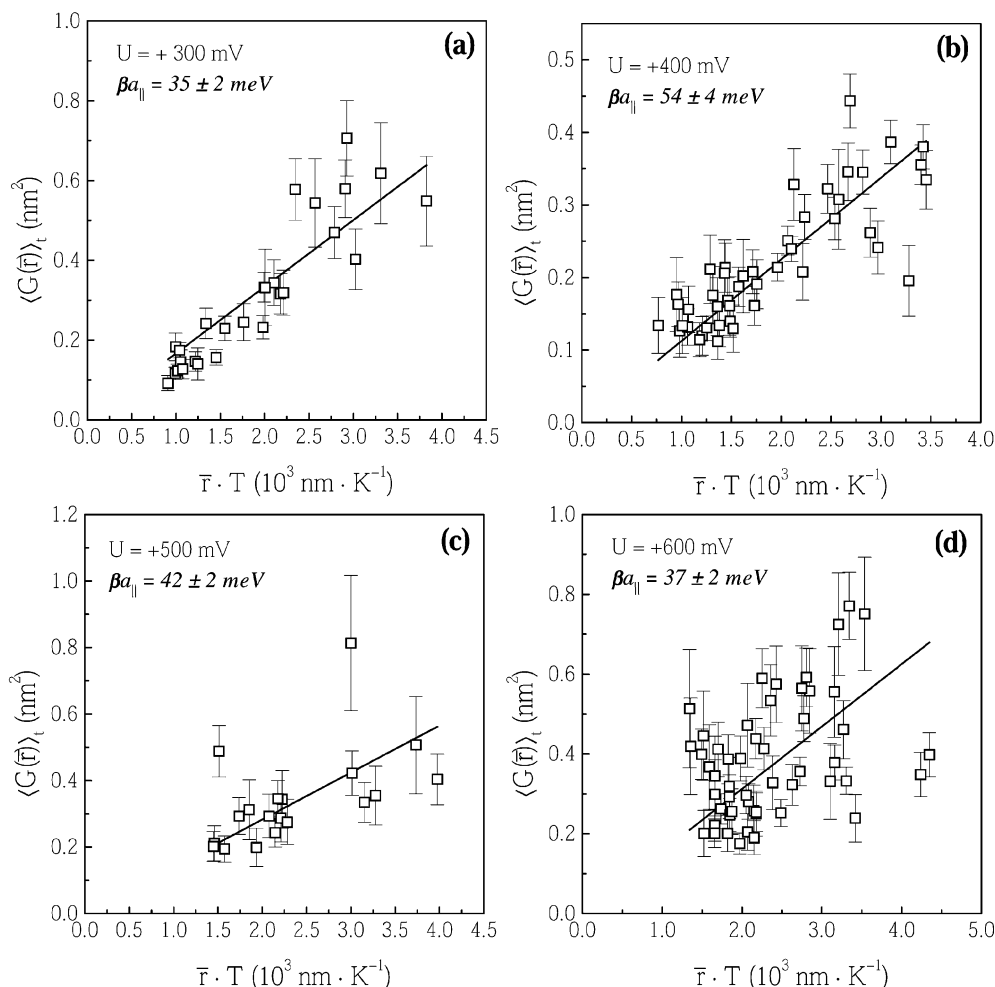 (a)
U = + 300 mV
βa∥ = 35 ± 2 meV
⟨G(r̄)⟩t (nm²)
1.0
0.8
0.6
0.4
0.2
0.0
0.0 0.5 1.0 1.5 2.0 2.5 3.0 3.5 4.0 4.5
r̄ · T (10³ nm · K⁻¹)
(b)
U = +400 mV
βa∥ = 54 ± 4 meV
⟨G(r̄)⟩t (nm²)
0.5
0.4
0.3
0.2
0.1
0.0
0.0 0.5 1.0 1.5 2.0 2.5 3.0 3.5 4.0
r̄ · T (10³ nm · K⁻¹)
(c)
U = +500 mV
βa∥ = 42 ± 2 meV
⟨G(r̄)⟩t (nm²)
1.2
1.0
0.8
0.6
0.4
0.2
0.0
0.0 0.5 1.0 1.5 2.0 2.5 3.0 3.5 4.0 4.5
r̄ · T (10³ nm · K⁻¹)
(d)
U = +600 mV
βa∥ = 37 ± 2 meV
⟨G(r̄)⟩t (nm²)
1.0
0.8
0.6
0.4
0.2
0.0
0.0 1.0 2.0 3.0 4.0 5.0
r̄ · T (10³ nm · K⁻¹)